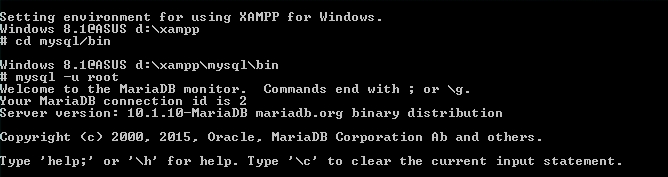 Setting environment for using XAMPP for Windows.
Windows 8.1@ASUS d:\xampp
# cd mysql/bin
Windows 8.1@ASUS d:\xampp\mysql\bin
# mysql -u root
Welcome to the MariaDB monitor.  Commands end with ; or \g.
Your MariaDB connection id is 2
Server version: 10.1.10-MariaDB mariadb.org binary distribution
Copyright (c) 2000, 2015, Oracle, MariaDB Corporation Ab and others.
Type 'help;' or '\h' for help. Type '\c' to clear the current input statement.